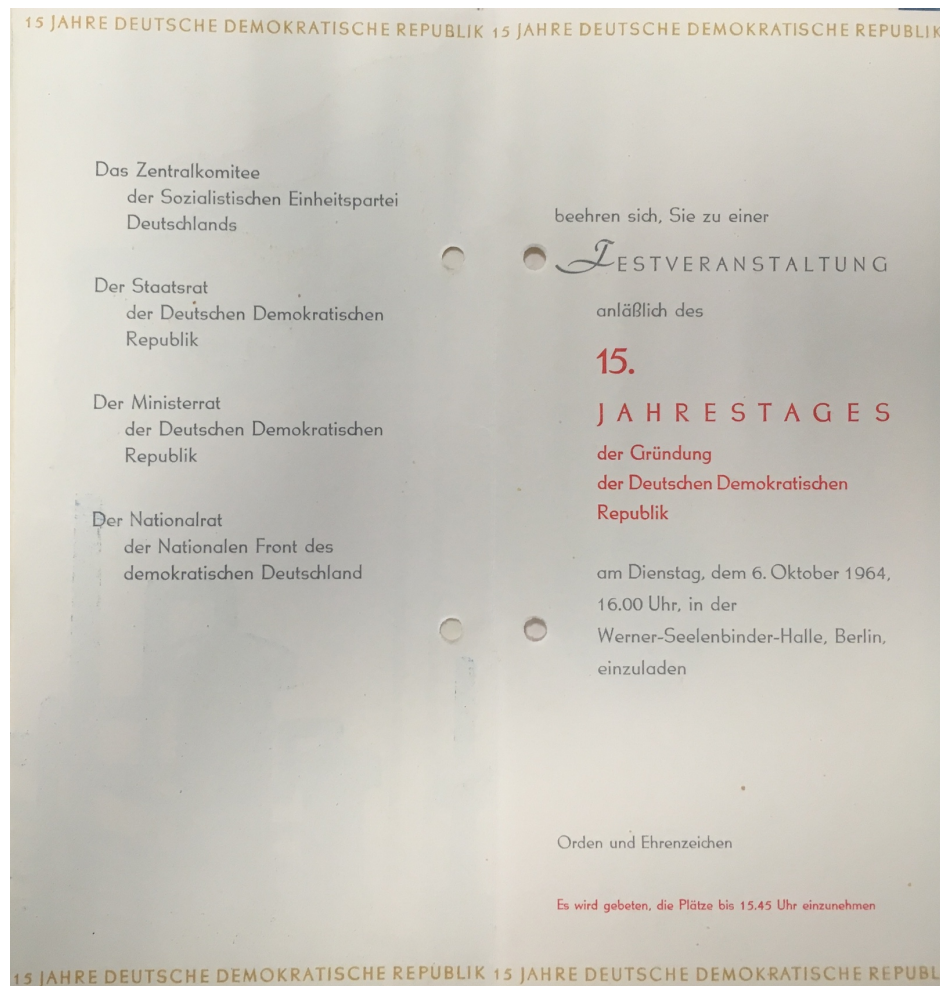 15 JAHRE DEUTSCHE DEMOKRATISCHE REPUBLIK 15 JAHRE DEUTSCHE DEMOKRATISCHE REPUBLIK
Das Zentralkomitee
der Sozialistischen Einheitspartei
Deutschlands
Der Staatsrat
der Deutschen Demokratischen
Republik
Der Ministerrat
der Deutschen Demokratischen
Republik
Der Nationalrat
der Nationalen Front des
demokratischen Deutschland
beehren sich, Sie zu einer
FESTVERANSTALTUNG
anläßlich des
15.
JAHRESTAGES
der Gründung
der Deutschen Demokratischen
Republik
am Dienstag, dem 6. Oktober 1964,
16.00 Uhr, in der
Werner-Seelenbinder-Halle, Berlin,
einzuladen
Orden und Ehrenzeichen
Es wird gebeten, die Plätze bis 15.45 Uhr einzunehmen
15 JAHRE DEUTSCHE DEMOKRATISCHE REPUBLIK 15 JAHRE DEUTSCHE DEMOKRATISCHE REPUBL